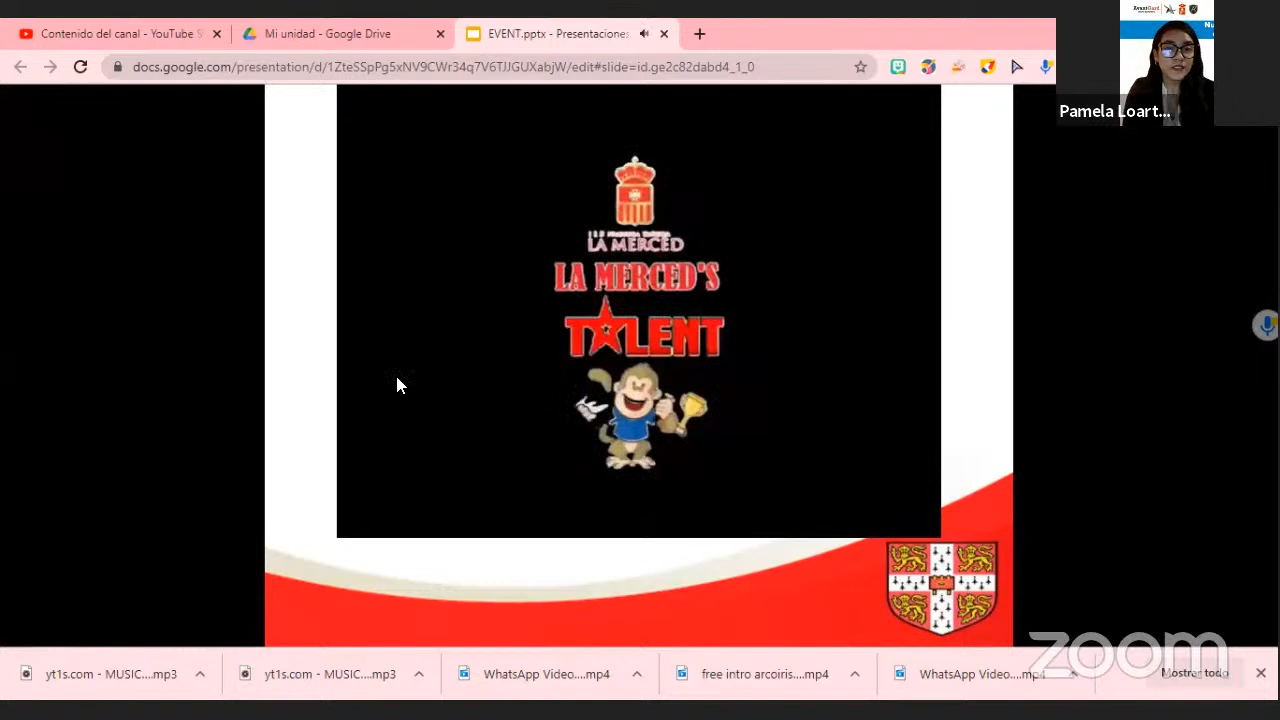 Contenido del canal - YouTube S
Mi unidad - Google Drive
EVENT.pptx - Presentaciones
docs.google.com/presentation/d/1ZteSSpPg5xNV9CWr34q7V61JJGUXabjW/edit#slide=id.ge2c82dabd4_1_0
Pamela Loart...
LA MERCED
LA MERCED'S
TALENT
zoom
yt1s.com - MUSIC....mp3
yt1s.com - MUSIC....mp3
WhatsApp Video....mp4
free intro arcoiris....mp4
WhatsApp Video....mp4
Mostrar todo